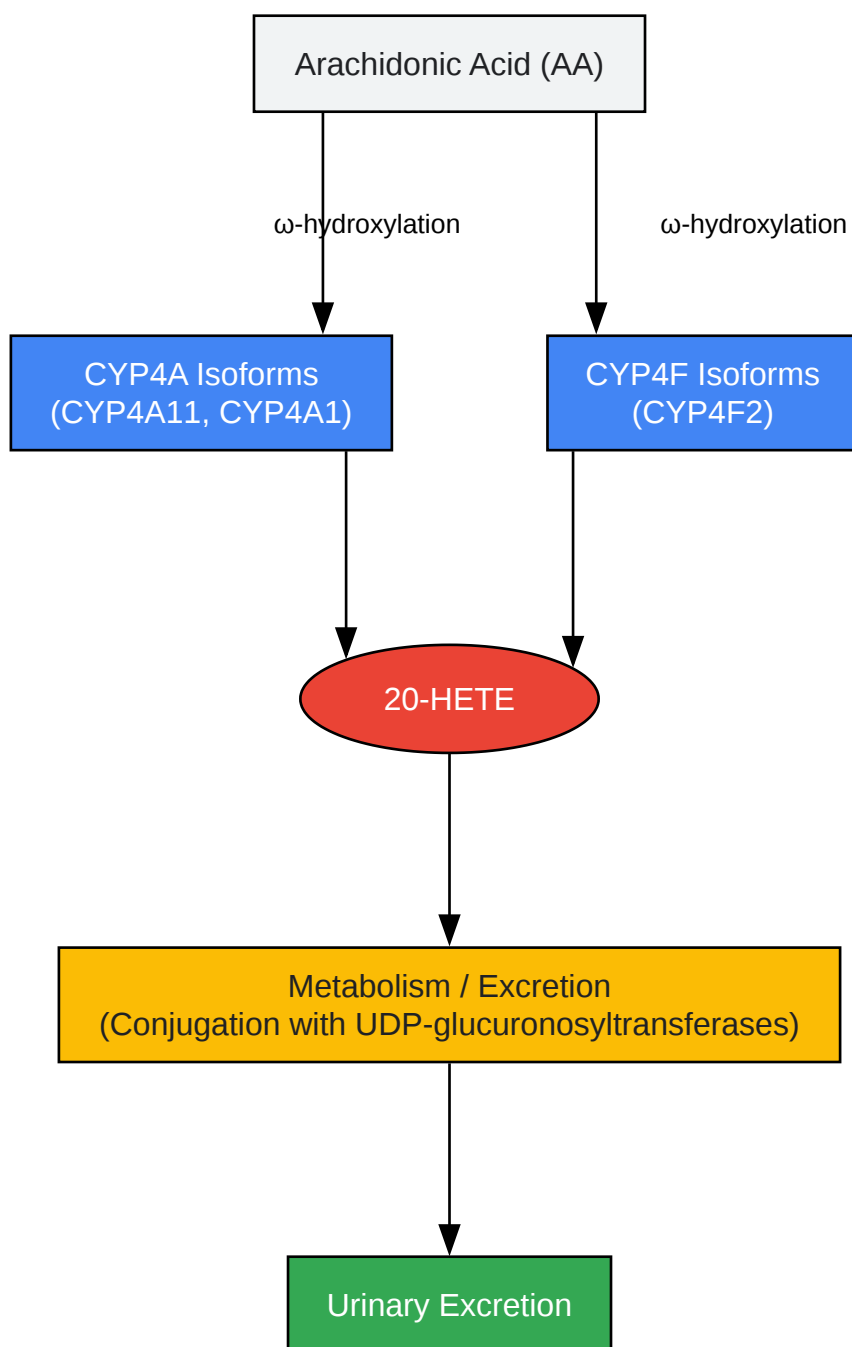 Arachidonic Acid (AA)
ω-hydroxylation
ω-hydroxylation
CYP4A Isoforms
(CYP4A11, CYP4A1)
CYP4F Isoforms
(CYP4F2)
20-HETE
Metabolism / Excretion
(Conjugation with UDP-glucuronosyltransferases)
Urinary Excretion